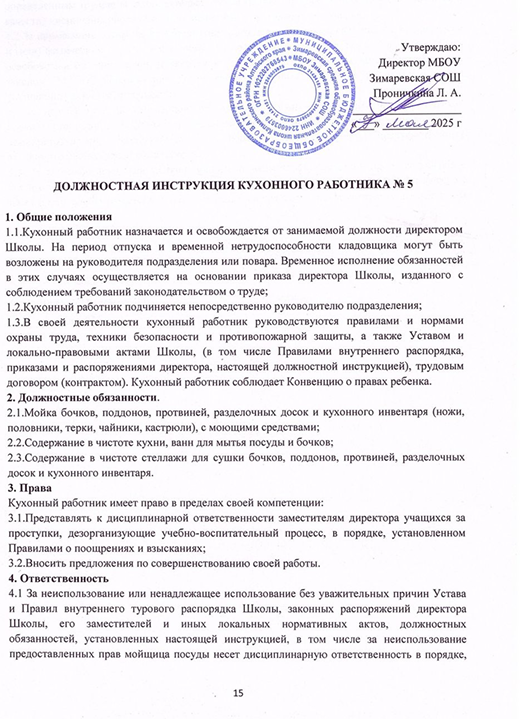 Утверждаю:
Директор МБОУ
Зимаревская СОШ
Проничкина Л. А.
мая 2025 г
ДОЛЖНОСТНАЯ ИНСТРУКЦИЯ КУХОННОГО РАБОТНИКА № 5
1. Общие положения
1.1.Кухонный работник назначается и освобождается от занимаемой должности директором
Школы. На период отпуска и временной нетрудоспособности кладовщика могут быть
возложены на руководителя подразделения или повара. Временное исполнение обязанностей
в этих случаях осуществляется на основании приказа директора Школы, изданного с
соблюдением требований законодательством о труде;
1.2.Кухонный работник подчиняется непосредственно руководителю подразделения;
1.3.В своей деятельности кухонный работник руководствуются правилами и нормами
охраны труда, техники безопасности и противопожарной защиты, а также Уставом и
локально-правовыми актами Школы, (в том числе Правилами внутреннего распорядка,
приказами и распоряжениями директора, настоящей должностной инструкцией), трудовым
договором (контрактом). Кухонный работник соблюдает Конвенцию о правах ребенка.
2. Должностные обязанности.
2.1.Мойка бочков, поддонов, протвиней, разделочных досок и кухонного инвентаря (ножи,
половники, терки, чайники, кастрюли), с моющими средствами;
2.2.Содержание в чистоте кухни, ванн для мытья посуды и бочков;
2.3.Содержание в чистоте стеллажи для сушки бочков, поддонов, протвиней, разделочных
досок и кухонного инвентаря.
3. Права
Кухонный работник имеет право в пределах своей компетенции:
3.1.Представлять к дисциплинарной ответственности заместителям директора учащихся за
проступки, дезорганизующие учебно-воспитательный процесс, в порядке, установленном
Правилами о поощрениях и взысканиях;
3.2.Вносить предложения по совершенствованию своей работы.
4. Ответственность
4.1 За неиспользование или ненадлежащее использование без уважительных причин Устава
и Правил внутреннего турового распорядка Школы, законных распоряжений директора
Школы, его заместителей и иных локальных нормативных актов, должностных
обязанностей, установленных настоящей инструкцией, в том числе за неиспользование
предоставленных прав мойщица посуды несет дисциплинарную ответственность в порядке,
15